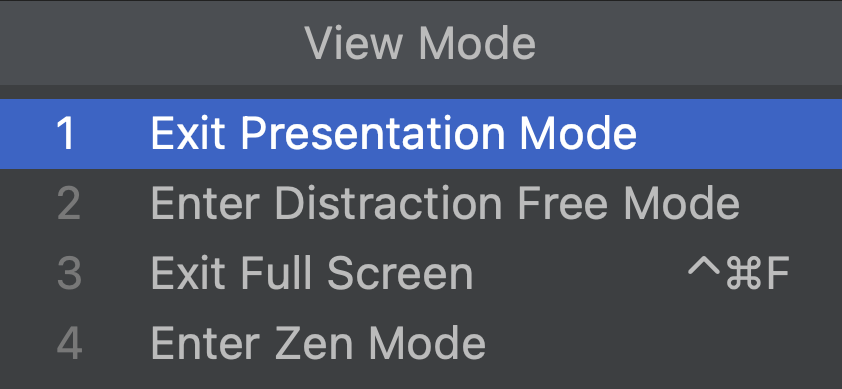 View Mode
1 Exit Presentation Mode
2 Enter Distraction Free Mode
3 Exit Full Screen ^⌘F
4 Enter Zen Mode